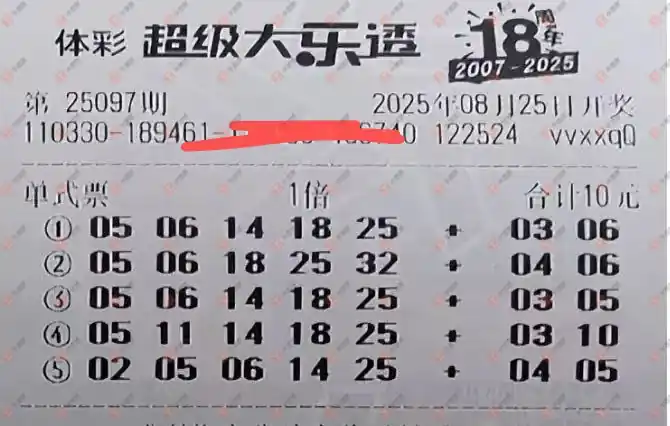 体彩 超级大乐透 18周年
2007-2025
第 25097期 2025年08月25日开奖
110330-189461- 122524 vvxxqQ
单式票 1倍 合计10元
① 05 06 14 18 25 + 03 06
② 05 06 18 25 32 + 04 06
③ 05 06 14 18 25 + 03 05
④ 05 11 14 18 25 + 03 10
⑤ 02 05 06 14 25 + 04 05